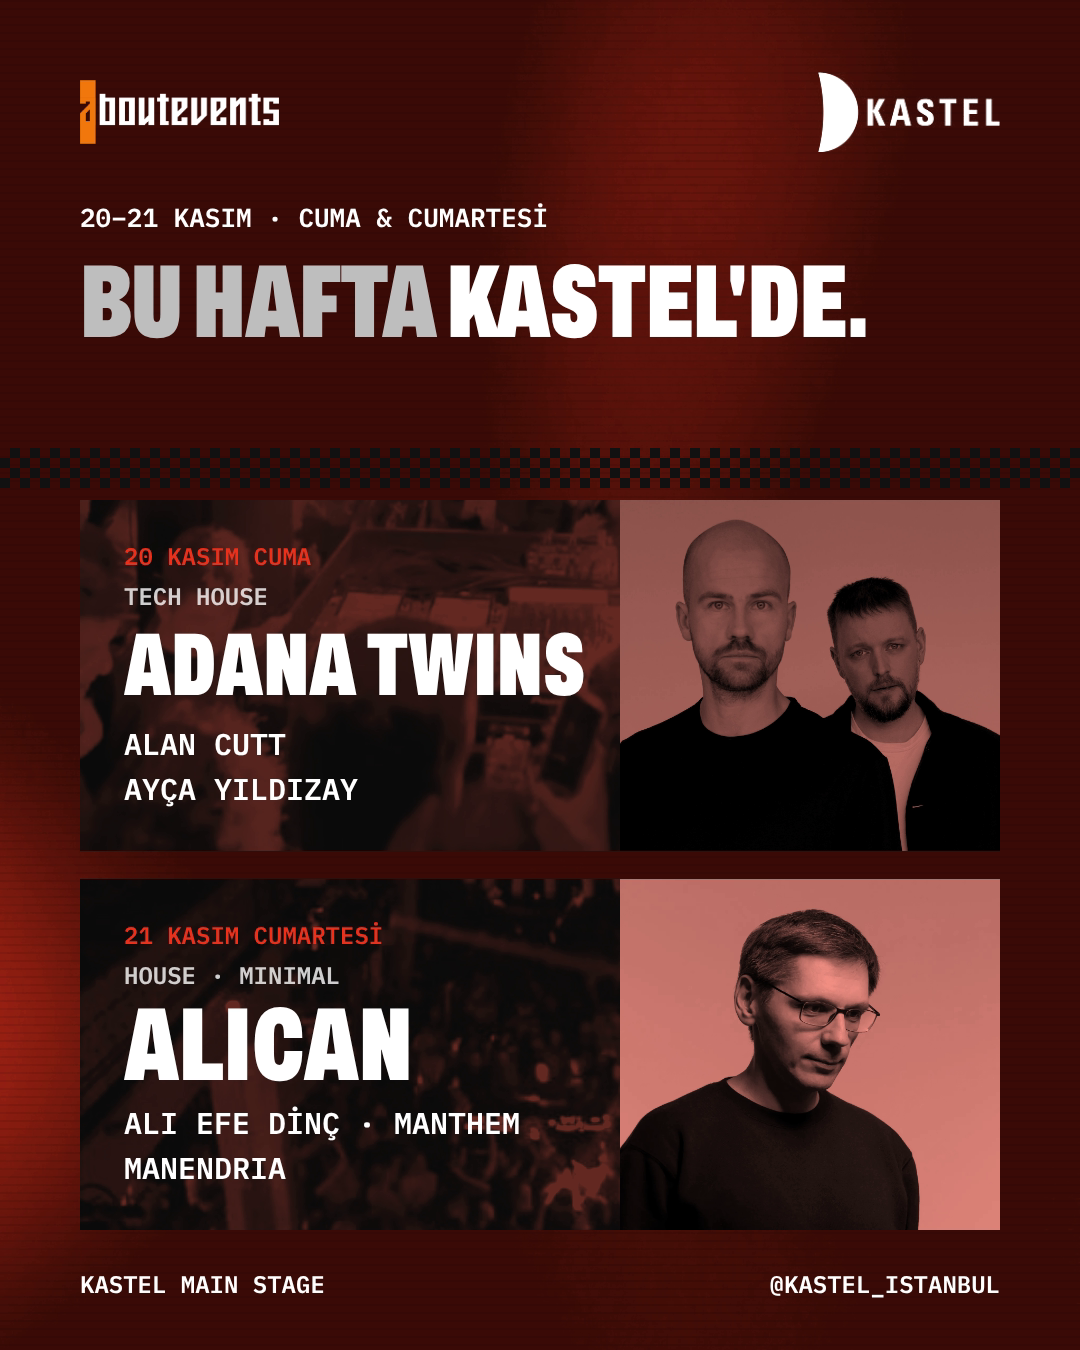 aboutevents
KASTEL
20–21 KASIM · CUMA & CUMARTESİ
BU HAFTA KASTEL'DE.
20 KASIM CUMA
TECH HOUSE
ADANA TWINS
ALAN CUTT
AYÇA YILDIZAY
21 KASIM CUMARTESİ
HOUSE · MINIMAL
ALICAN
ALI EFE DİNÇ · MANTHEM
MANENDRIA
KASTEL MAIN STAGE
@KASTEL_ISTANBUL